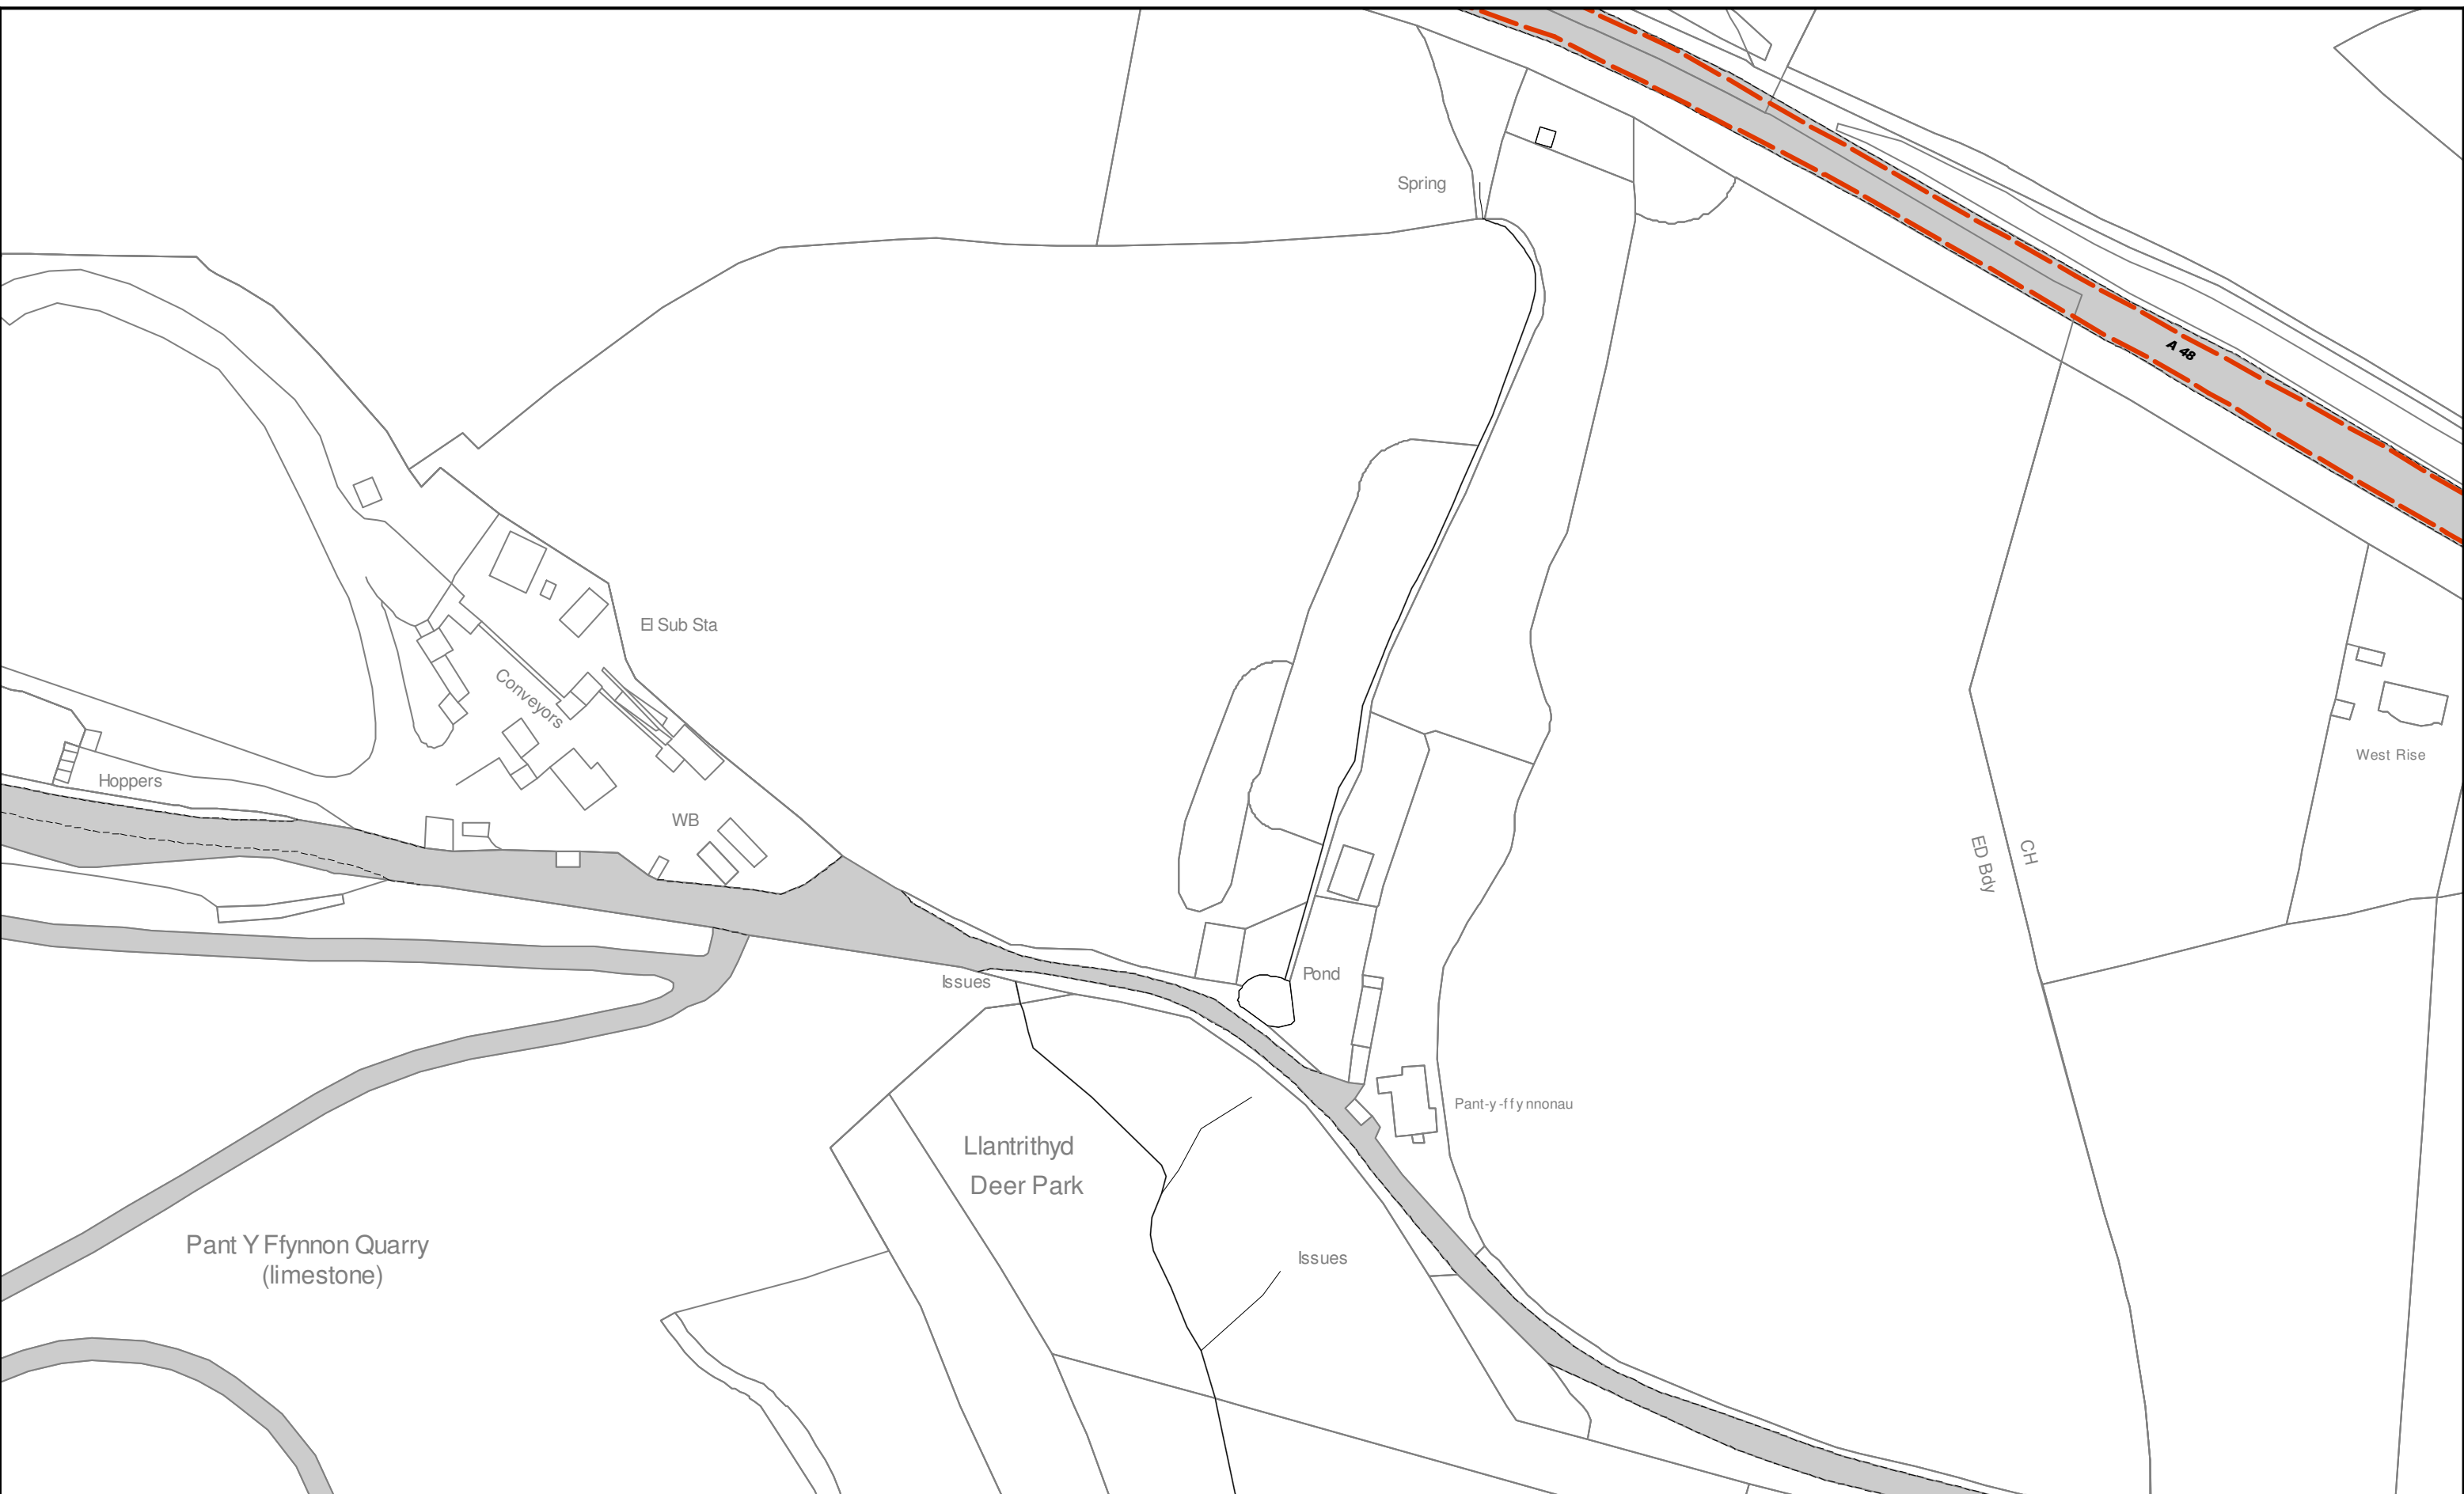 Spring
A 48
El Sub Sta
Conveyors
West Rise
Hoppers
WB
CH
ED Bdy
Pond
Issues
Pant-y-ffynnonau
Llantrithyd
Deer Park
Pant Y Ffynnon Quarry
(limestone)
Issues